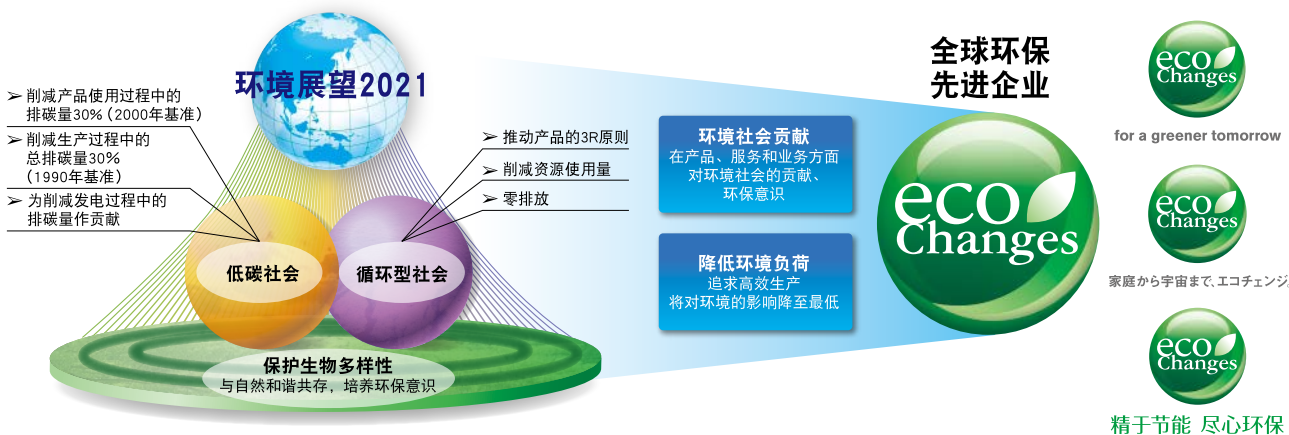 环境展望2021
➢ 削减产品使用过程中的
排碳量30%（2000年基准）
➢ 削减生产过程中的
总排碳量30%
（1990年基准）
➢ 为削减发电过程中的
排碳量作贡献
➢ 推动产品的3R原则
➢ 削减资源使用量
➢ 零排放
低碳社会
循环型社会
保护生物多样性
与自然和谐共存，培养环保意识
环境社会贡献
在产品、服务和业务方面
对环境社会的贡献、
环保意识
降低环境负荷
追求高效生产
将对环境的影响降至最低
全球环保
先进企业
eco
Changes
eco
Changes
for a greener tomorrow
eco
Changes
家庭から宇宙まで、エコチェンジ。
eco
Changes
精于节能 尽心环保